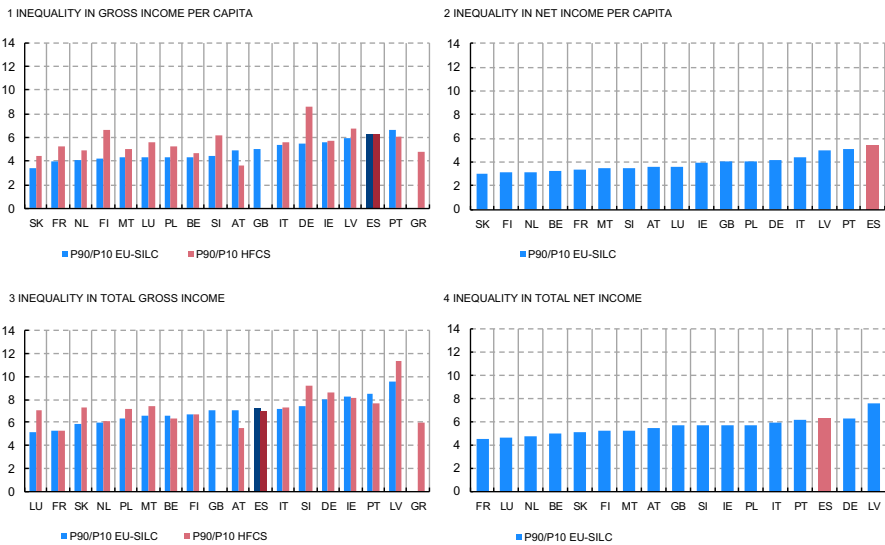 1 INEQUALITY IN GROSS INCOME PER CAPITA
14
12
10
8
6
4
2
0
SK FR NL FI MT LU PL BE SI AT GB IT DE IE LV ES PT GR
P90/P10 EU-SILC P90/P10 HFCS
2 INEQUALITY IN NET INCOME PER CAPITA
14
12
10
8
6
4
2
0
SK FI NL BE FR MT SI AT LU IE GB PL DE IT LV PT ES
P90/P10 EU-SILC
3 INEQUALITY IN TOTAL GROSS INCOME
14
12
10
8
6
4
2
0
LU FR SK NL PL MT BE FI GB AT ES IT SI DE IE PT LV GR
P90/P10 EU-SILC P90/P10 HFCS
4 INEQUALITY IN TOTAL NET INCOME
14
12
10
8
6
4
2
0
FR LU NL BE SK FI MT AT GB SI IE PL IT PT ES DE LV
P90/P10 EU-SILC